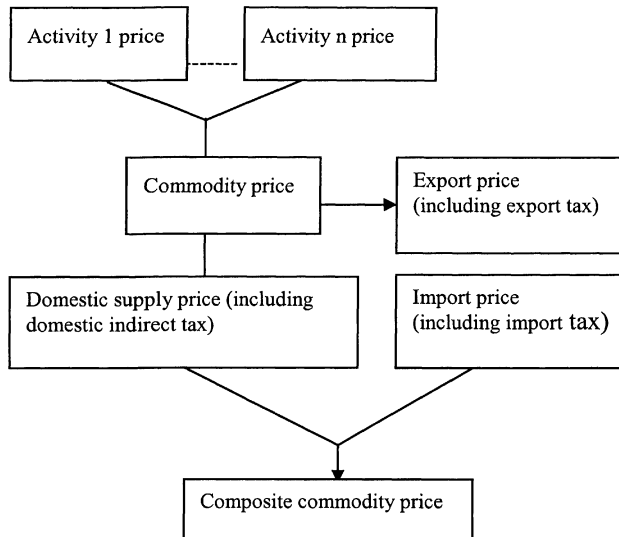 Activity 1 price
Activity n price
Commodity price
Export price
(including export tax)
Domestic supply price (including
domestic indirect tax)
Import price
(including import tax)
Composite commodity price